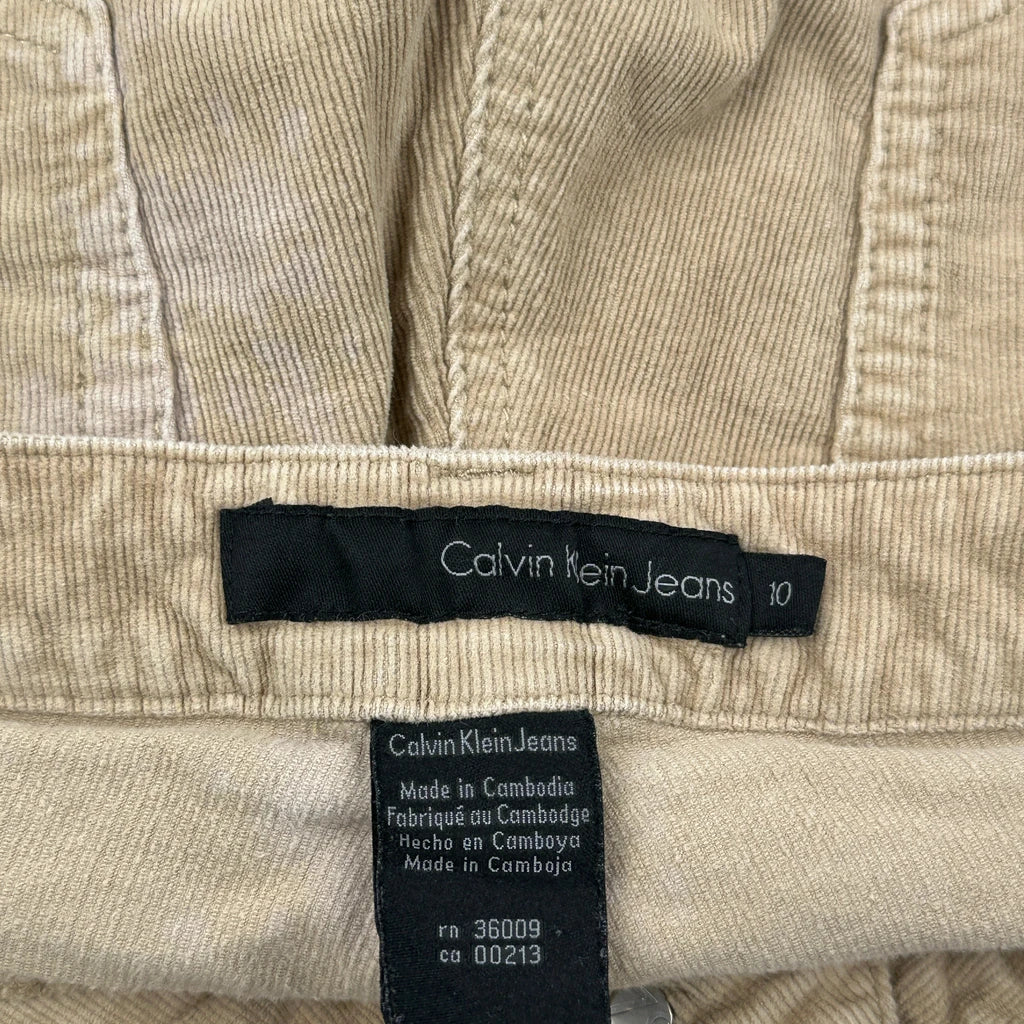 Calvin Klein Jeans
10
Calvin Klein Jeans
Made in Cambodia
Fabriqué au Cambodge
Hecho en Camboya
Made in Camboja
rn 36009
ca 00213